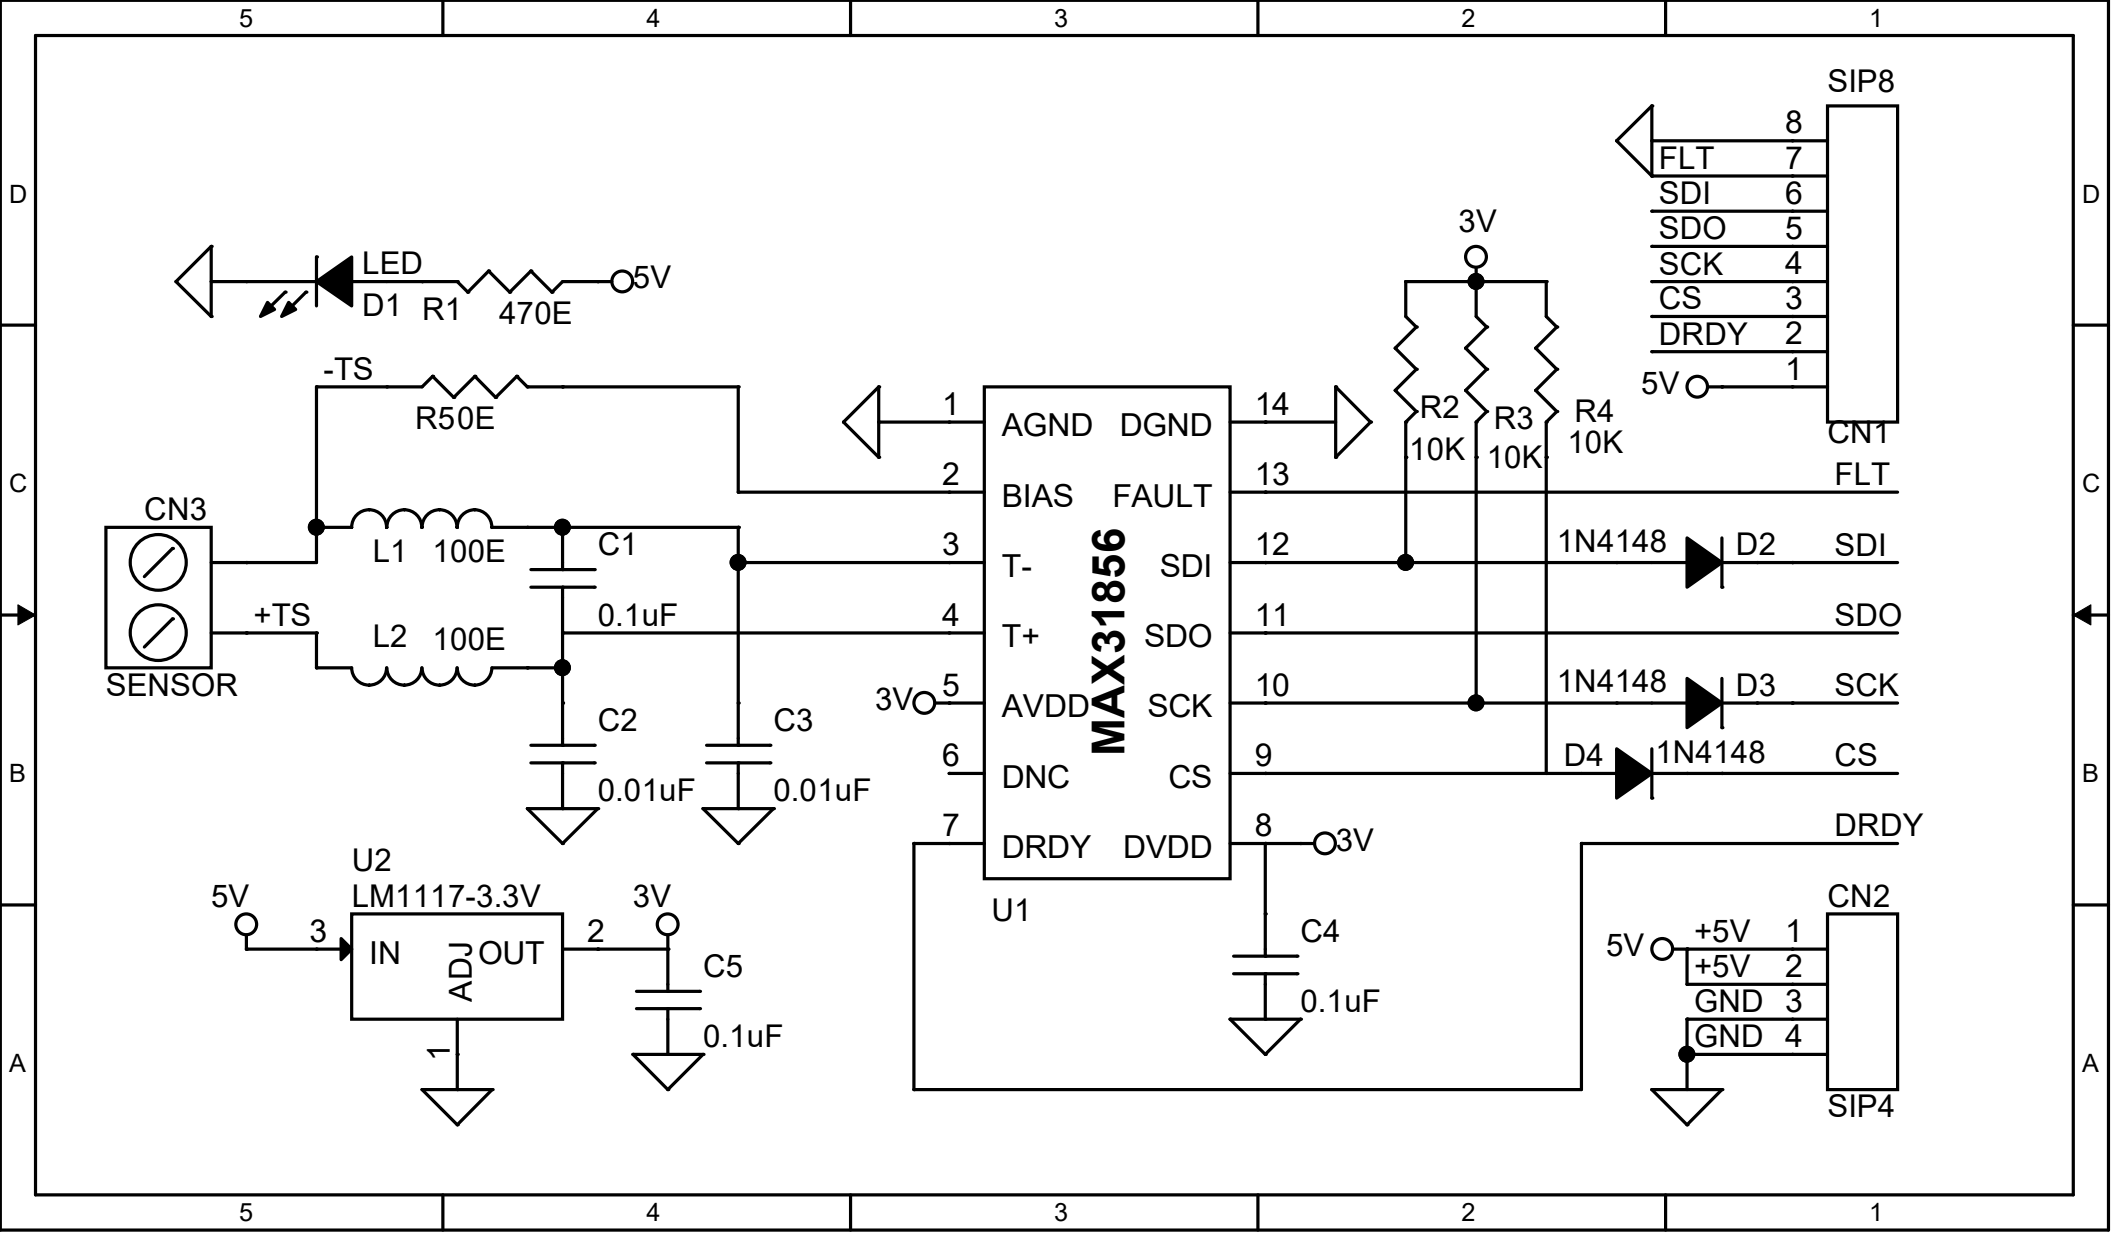 5 4 3 2 1
D
D
C
C
B
B
A
A
SIP8
8
FLT 7
SDI 6
SDO 5
SCK 4
CS 3
DRDY 2
5V 1
CN1
LED
D1
R1
470E
5V
-TS
R50E
CN3
SENSOR
+TS
L1 100E
L2 100E
C1
0.1uF
C2
0.01uF
C3
0.01uF
3V
1 AGND
2 BIAS
3 T-
4 T+
5 AVDD
6 DNC
7 DRDY
MAX31856
DGND 14
FAULT 13
SDI 12
SDO 11
SCK 10
CS 9
DVDD 8
3V
U1
3V
R2
10K
R3
10K
R4
10K
FLT
1N4148 D2 SDI
SDO
1N4148 D3 SCK
D4 1N4148 CS
DRDY
C4
0.1uF
U2
LM1117-3.3V
5V
3 IN
ADJ
OUT 2
1
3V
C5
0.1uF
CN2
5V
+5V 1
+5V 2
GND 3
GND 4
SIP4
5 4 3 2 1